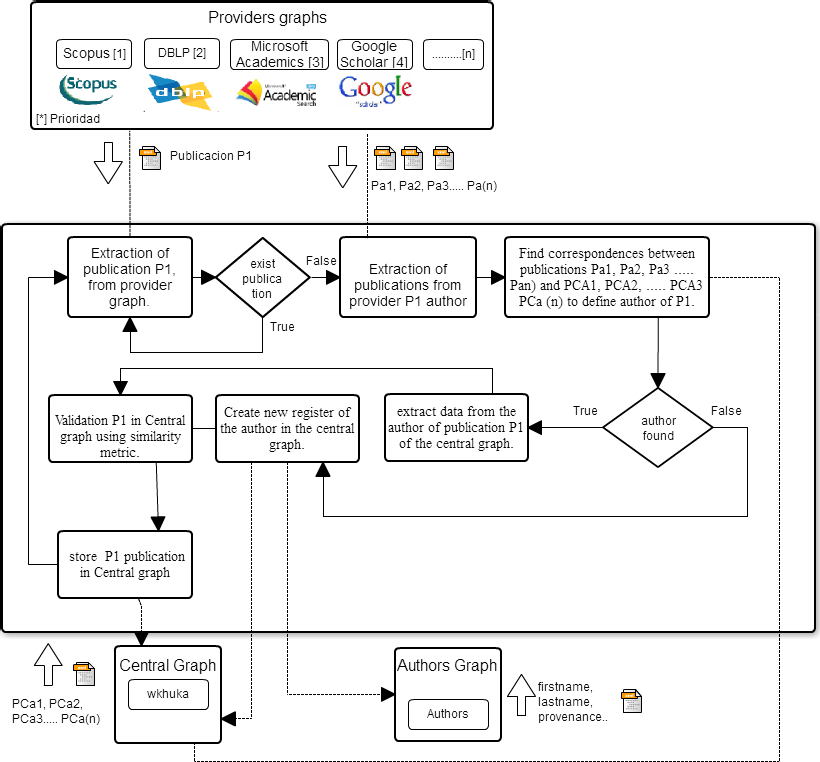 Providers graphs
Scopus [1]
DBLP [2]
Microsoft
Academics [3]
Google
Scholar [4]
..........[n]
Scopus
dblp
Academic
Search
Google
[*] Prioridad
Publicacion P1
Pa1, Pa2, Pa3..... Pa(n)
Extraction of
publication P1,
from provider
graph.
exist
publica
tion
False
True
Extraction of
publications from
provider P1 author
Find correspondences between
publications Pa1, Pa2, Pa3 .....
Pan) and PCA1, PCA2, ..... PCA3
PCa (n) to define author of P1.
Validation P1 in Central
graph using similarity
metric.
Create new register of
the author in the central
graph.
extract data from the
author of publication P1
of the central graph.
True
author
found
False
store P1 publication
in Central graph
Central Graph
wkhuka
PCa1, PCa2,
PCa3..... PCa(n)
Authors Graph
Authors
firstname,
lastname,
provenance..